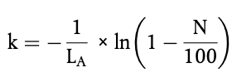 k = − 1/L_A × ln(1 − N/100)